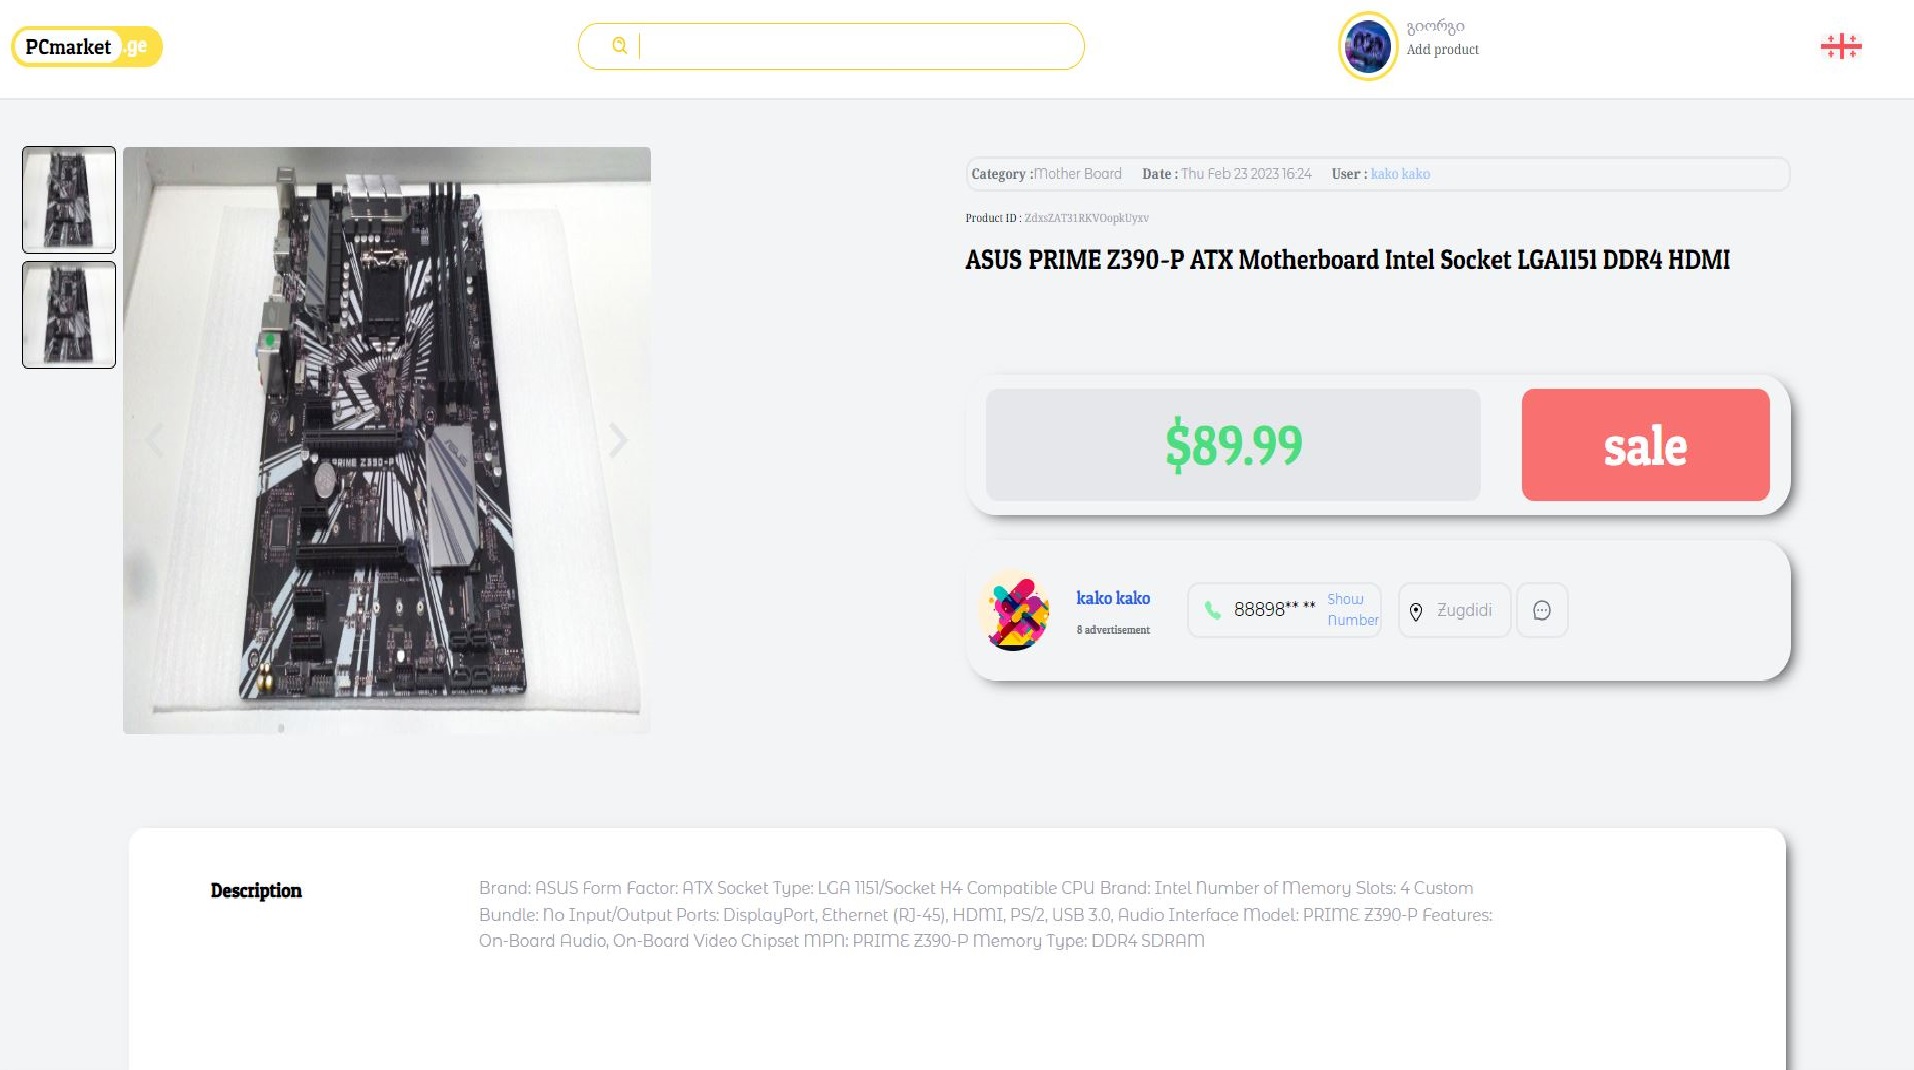 PCmarket .ge
გიორგი
Add product
Category :Mother Board Date : Thu Feb 23 2023 16:24 User : kako kako
Product ID : ZdxsZAT31RKVOopkUyxv
ASUS PRIME Z390-P ATX Motherboard Intel Socket LGA1151 DDR4 HDMI
$89.99
sale
PRIME Z390-P
kako kako
8 advertisement
88898** **
Show
Number
Zugdidi
Description
Brand: ASUS Form Factor: ATX Socket Type: LGA 1151/Socket H4 Compatible CPU Brand: Intel Number of Memory Slots: 4 Custom
Bundle: No Input/Output Ports: DisplayPort, Ethernet (RJ-45), HDMI, PS/2, USB 3.0, Audio Interface Model: PRIME Z390-P Features:
On-Board Audio, On-Board Video Chipset MPN: PRIME Z390-P Memory Type: DDR4 SDRAM